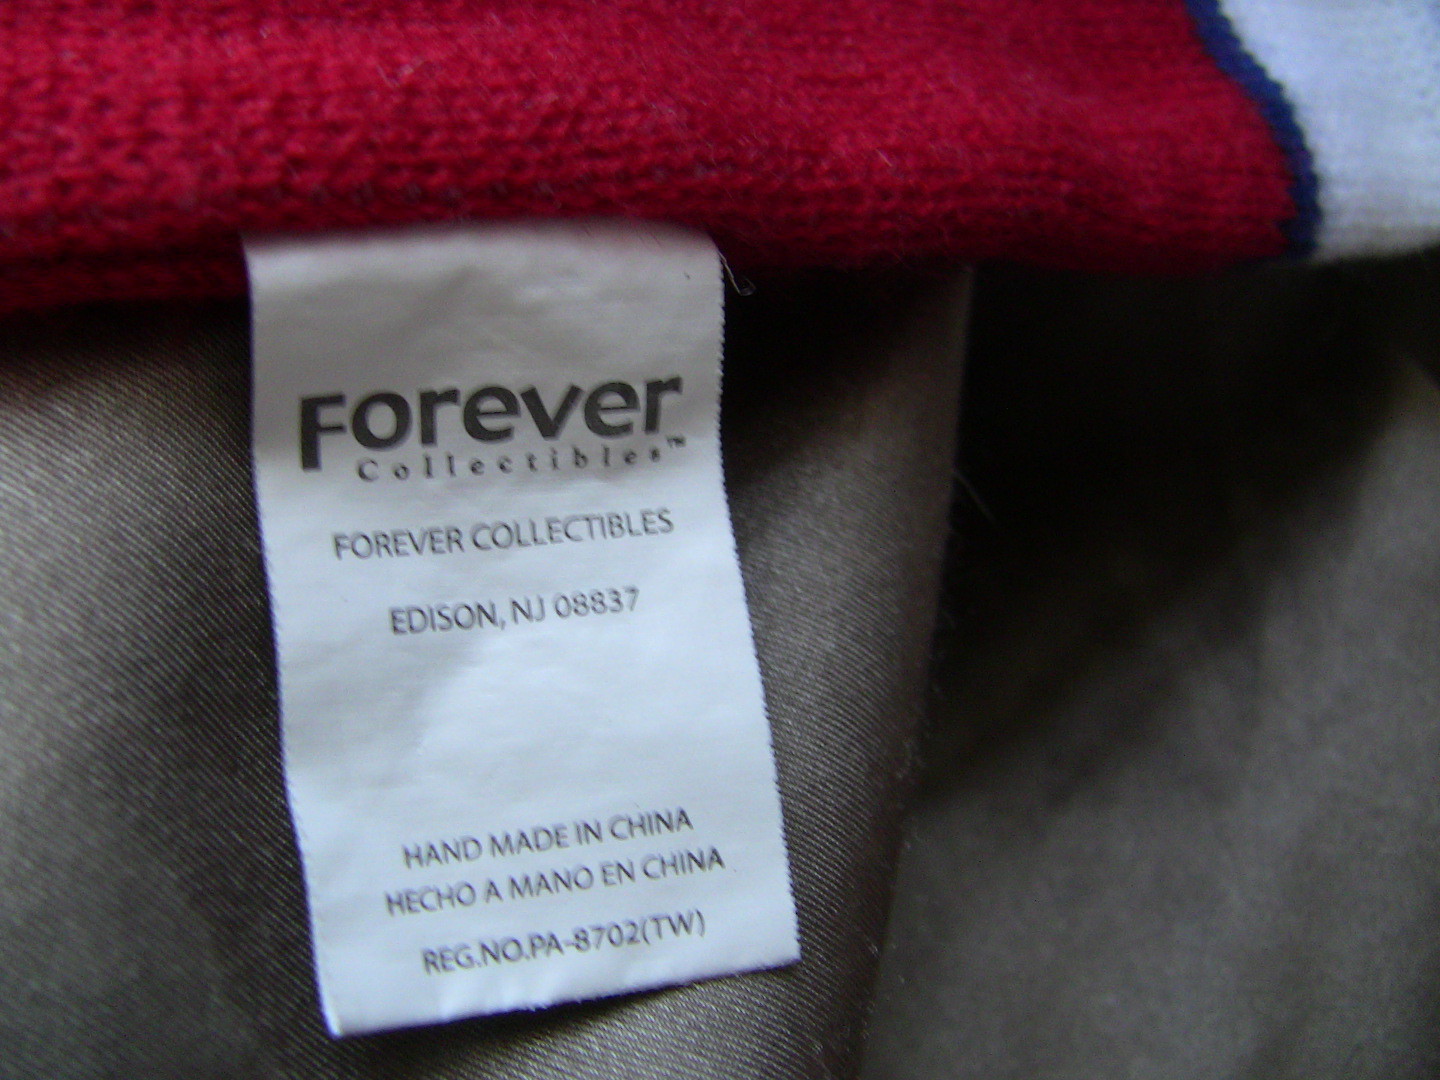 Forever
Collectibles™
FOREVER COLLECTIBLES
EDISON, NJ 08837
HAND MADE IN CHINA
HECHO A MANO EN CHINA
REG.NO.PA-8702(TW)